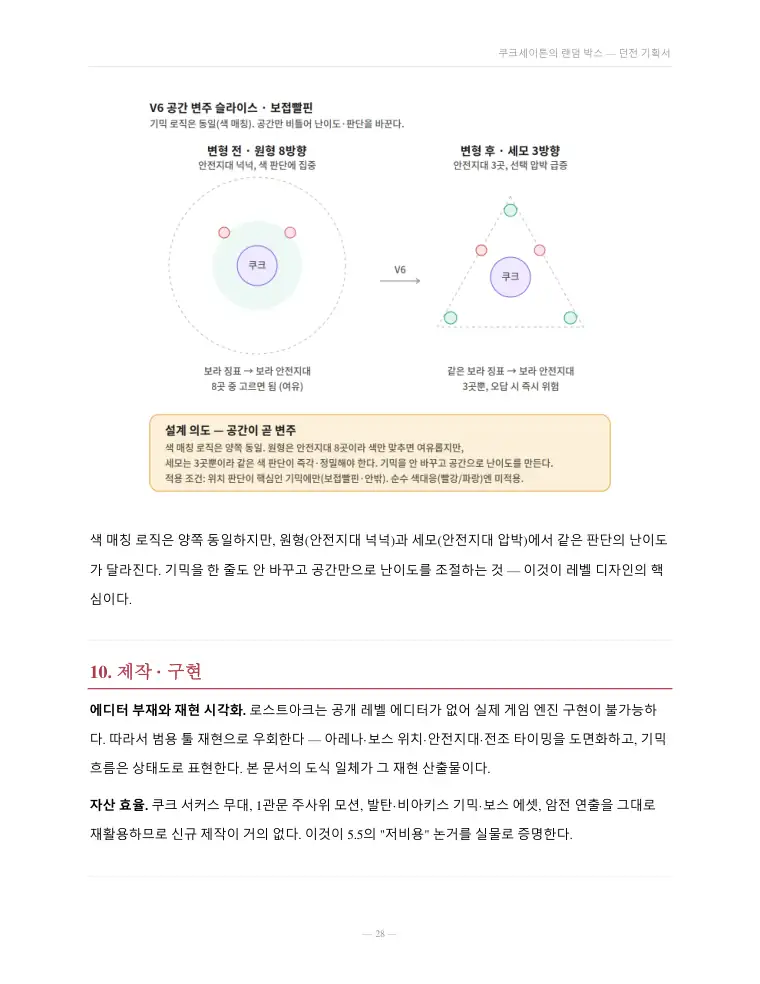 쿠크세이튼의 랜덤 박스 — 던전 기획서
V6 공간 변주 슬라이스 · 보접빨핀
기믹 로직은 동일(색 매칭). 공간만 비틀어 난이도·판단을 바꾼다.
변형 전 · 원형 8방향
안전지대 넉넉, 색 판단에 집중
변형 후 · 세모 3방향
안전지대 3곳, 선택 압박 급증
쿠크
V6
쿠크
보라 징표 → 보라 안전지대
8곳 중 고르면 됨 (여유)
같은 보라 징표 → 보라 안전지대
3곳뿐, 오답 시 즉시 위험
설계 의도 — 공간이 곧 변주
색 매칭 로직은 양쪽 동일. 원형은 안전지대 8곳이라 색만 맞추면 여유롭지만,
세모는 3곳뿐이라 같은 색 판단이 즉각·정밀해야 한다. 기믹을 안 바꾸고 공간으로 난이도를 만든다.
적용 조건: 위치 판단이 핵심인 기믹에만(보접빨핀·안밖). 순수 색대응(빨강/파랑)엔 미적용.
색 매칭 로직은 양쪽 동일하지만, 원형(안전지대 넉넉)과 세모(안전지대 압박)에서 같은 판단의 난이도
가 달라진다. 기믹을 한 줄도 안 바꾸고 공간만으로 난이도를 조절하는 것 — 이것이 레벨 디자인의 핵
심이다.
10. 제작 · 구현
에디터 부재와 재현 시각화. 로스트아크는 공개 레벨 에디터가 없어 실제 게임 엔진 구현이 불가능하
다. 따라서 범용 툴 재현으로 우회한다 — 아레나·보스 위치·안전지대·전조 타이밍을 도면화하고, 기믹
흐름은 상태도로 표현한다. 본 문서의 도식 일체가 그 재현 산출물이다.
자산 효율. 쿠크 서커스 무대, 1관문 주사위 모션, 발탄·비아키스 기믹·보스 에셋, 암전 연출을 그대로
재활용하므로 신규 제작이 거의 없다. 이것이 5.5의 "저비용" 논거를 실물로 증명한다.
— 28 —